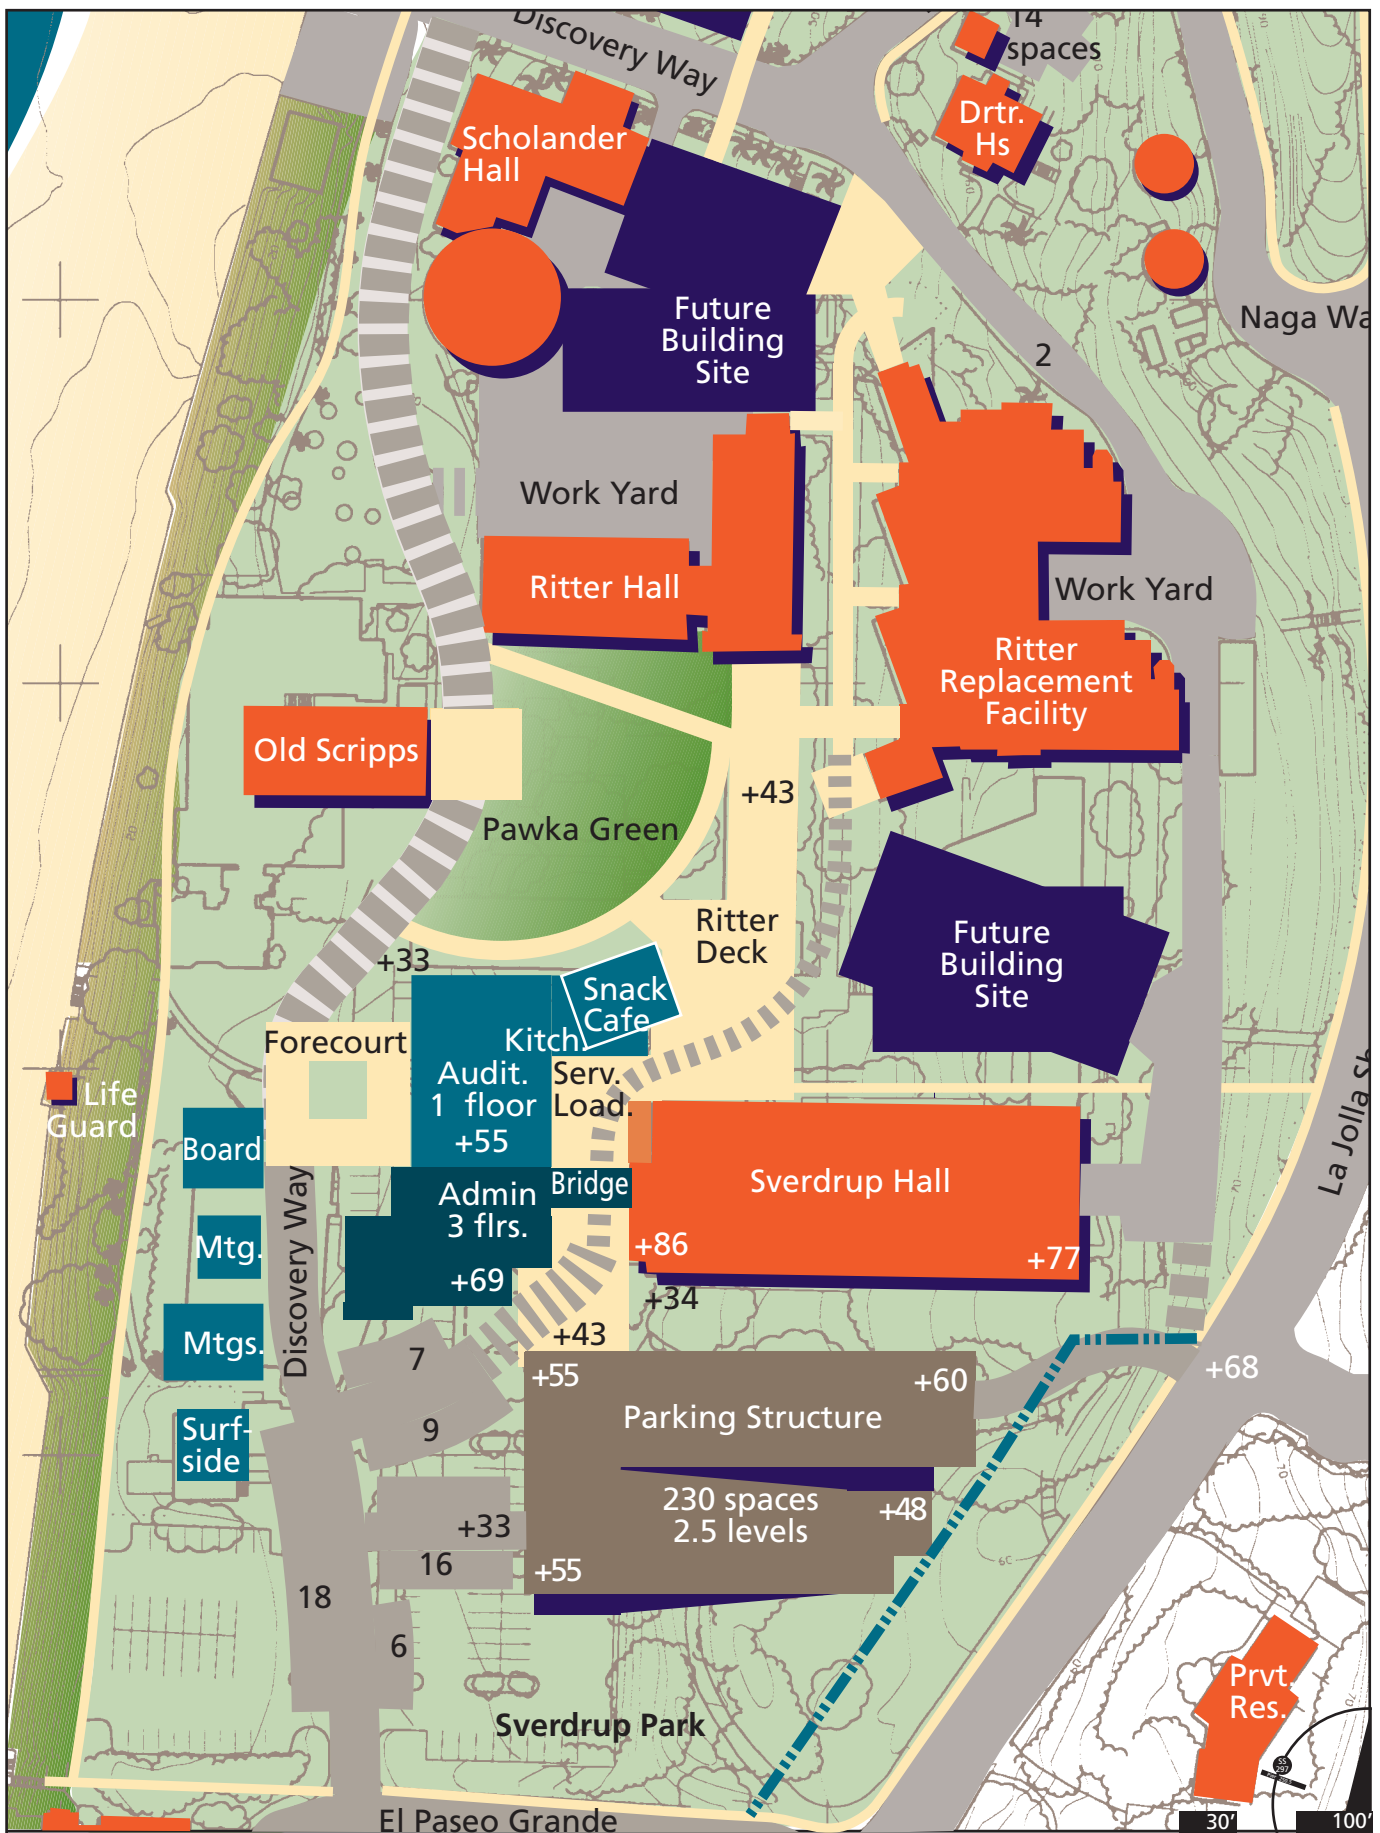 Discovery Way
14
spaces
Drtr.
Hs
Scholander
Hall
Future
Building
Site
Naga Wa
2
Work Yard
Ritter Hall
Work Yard
Ritter
Replacement
Facility
Old Scripps
+43
Pawka Green
Ritter
Deck
Future
Building
Site
+33
Snack
Cafe
Kitch.
Forecourt
Audit.
1 floor
+55
Serv.
Load.
Life
Guard
Board
La Jolla Sh
Admin
3 flrs.
+69
Bridge
Sverdrup Hall
+86
+77
Mtg.
Discovery Way
+34
+43
Mtgs.
7
+55
+60
+68
Parking Structure
9
Surf-
side
230 spaces
2.5 levels
+48
+33
16
+55
18
6
Sverdrup Park
Prvt.
Res.
SS
297
El Paseo Grande
30'
100'